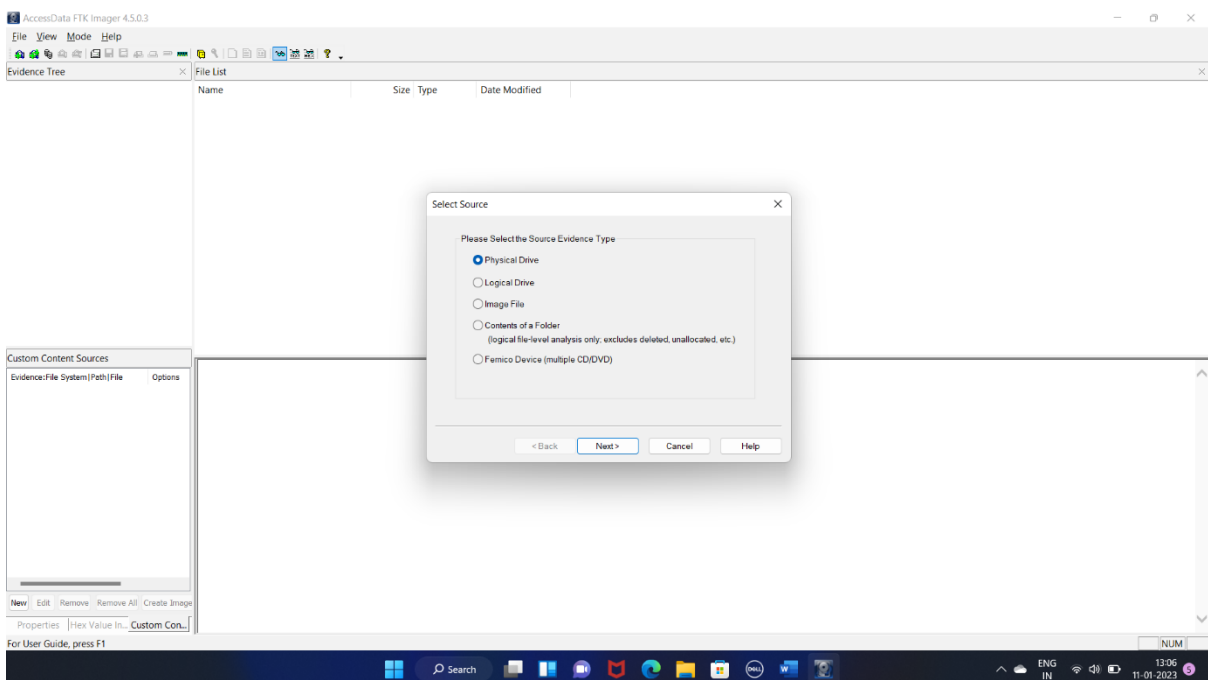 AccessData FTK Imager 4.5.0.3
File View Mode Help
Evidence Tree
File List
Name Size Type Date Modified
Select Source
Please Select the Source Evidence Type
Physical Drive
Logical Drive
Image File
Contents of a Folder
(logical file-level analysis only; excludes deleted, unallocated, etc.)
Fernico Device (multiple CD/DVD)
< Back Next > Cancel Help
Custom Content Sources
Evidence:File System|Path|File Options
New Edit Remove Remove All Create Image
Properties Hex Value In... Custom Con...
For User Guide, press F1
NUM
Search
DELL
W
ENG
IN
13:06
11-01-2023
5